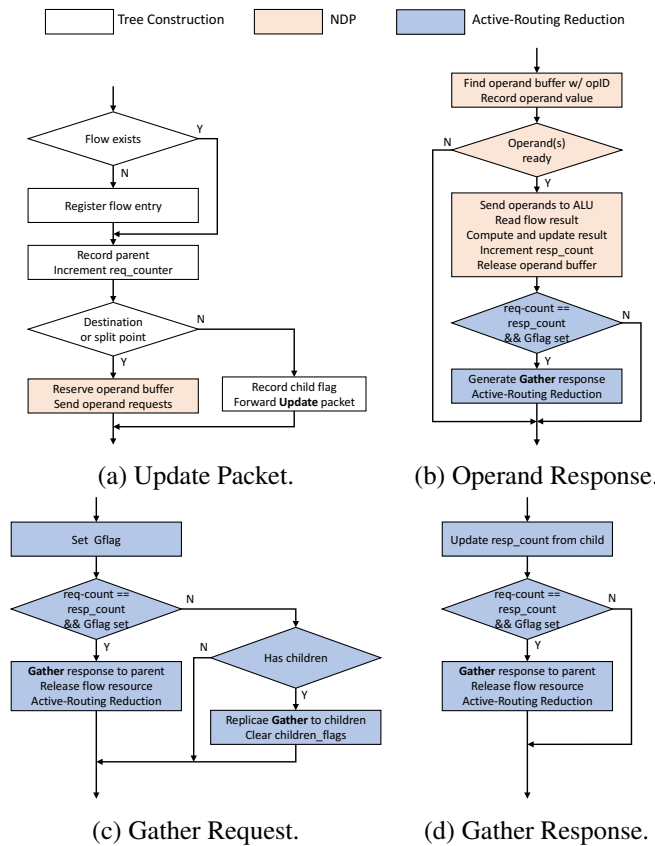 Tree Construction
NDP
Active-Routing Reduction
Flow exists
Y
N
Register flow entry
Record parent
Increment req_counter
Destination
or split point
N
Y
Reserve operand buffer
Send operand requests
Record child flag
Forward Update packet
(a) Update Packet.
Find operand buffer w/ opID
Record operand value
N
Operand(s)
ready
Y
Send operands to ALU
Read flow result
Compute and update result
Increment resp_count
Release operand buffer
req-count ==
resp_count
&& Gflag set
N
Y
Generate Gather response
Active-Routing Reduction
(b) Operand Response.
Set Gflag
req-count ==
resp_count
&& Gflag set
N
Y
Gather response to parent
Release flow resource
Active-Routing Reduction
N
Has children
Y
Replicae Gather to children
Clear children_flags
(c) Gather Request.
Update resp_count from child
req-count ==
resp_count
&& Gflag set
N
Y
Gather response to parent
Release flow resource
Active-Routing Reduction
(d) Gather Response.